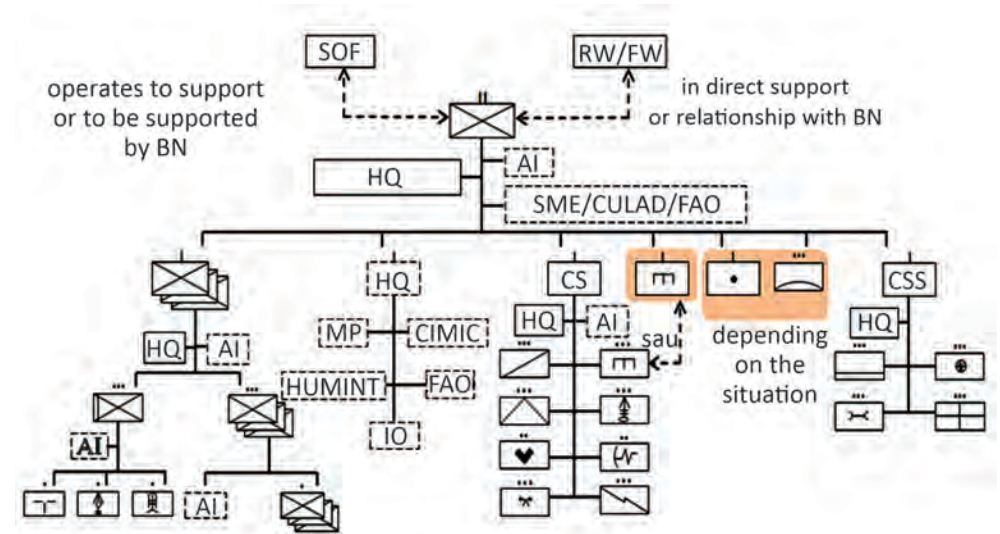 SOF
RW/FW
operates to support
or to be supported
by BN
in direct support
or relationship with BN
AI
HQ
SME/CULAD/FAO
HQ
CS
CSS
HQ
AI
MP
CIMIC
HQ
AI
sau
depending
on the
situation
HQ
HUMINT
FAO
AI
IO
AI